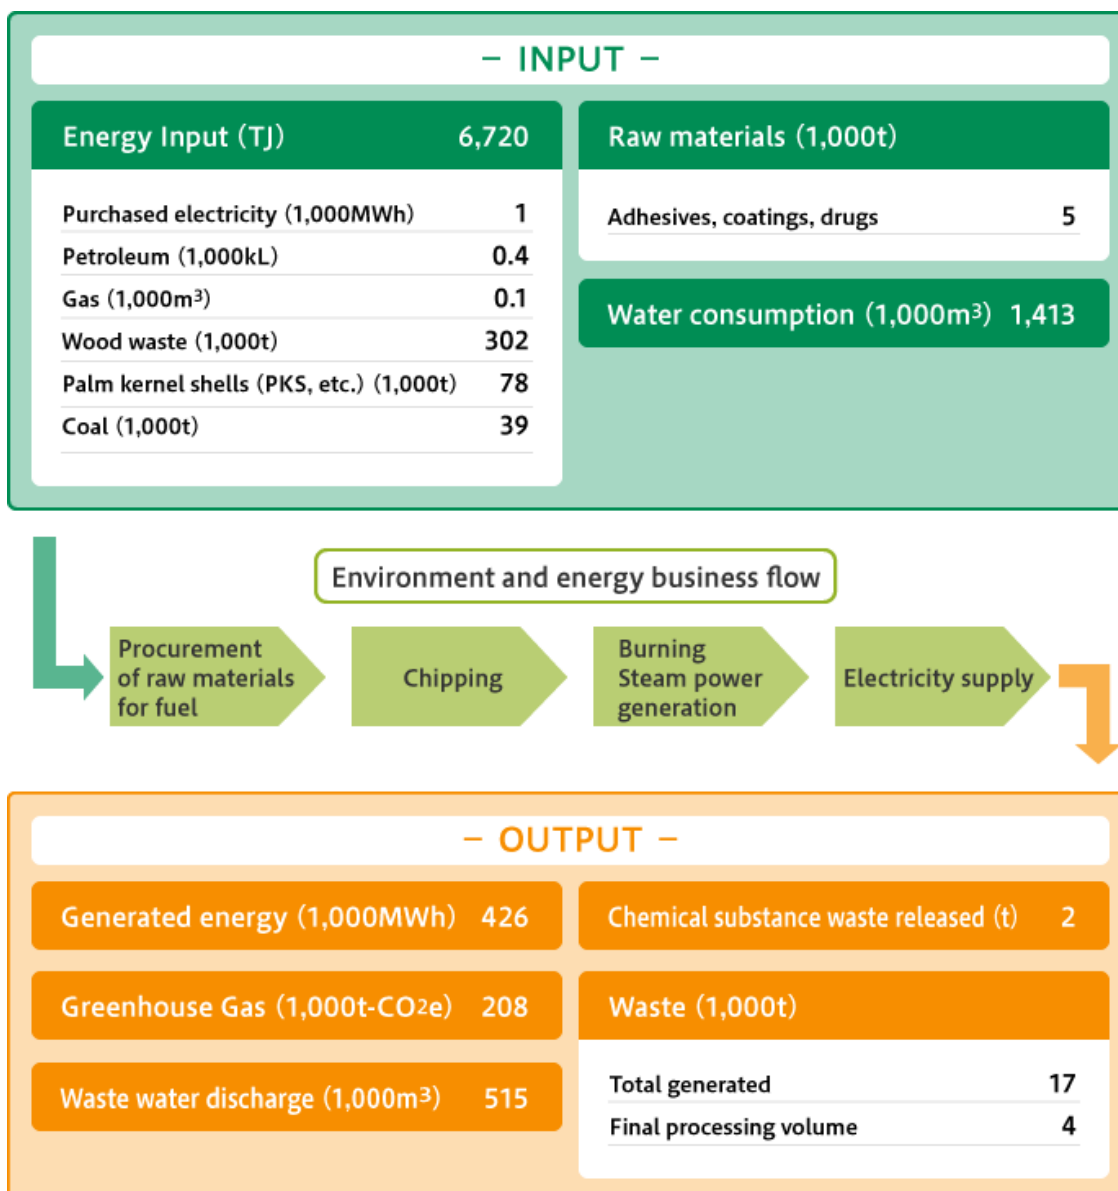 – INPUT –
Energy Input (TJ) 6,720
Purchased electricity (1,000MWh) 1
Petroleum (1,000kL) 0.4
Gas (1,000m³) 0.1
Wood waste (1,000t) 302
Palm kernel shells (PKS, etc.) (1,000t) 78
Coal (1,000t) 39
Raw materials (1,000t)
Adhesives, coatings, drugs 5
Water consumption (1,000m³) 1,413
Environment and energy business flow
Procurement
of raw materials
for fuel
Chipping
Burning
Steam power
generation
Electricity supply
– OUTPUT –
Generated energy (1,000MWh) 426
Greenhouse Gas (1,000t-CO2e) 208
Waste water discharge (1,000m³) 515
Chemical substance waste released (t) 2
Waste (1,000t)
Total generated 17
Final processing volume 4